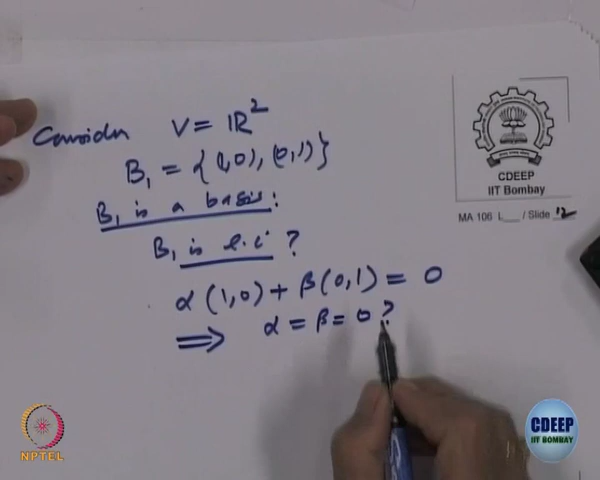 Consider V = ℝ²
B₁ = {(1,0), (0,1)}
B₁ is a basis:
B₁ is l.i ?
α(1,0) + β(0,1) = 0
⟹ α = β = 0 ?
CDEEP
IIT Bombay
MA 106 L___ / Slide 12
NPTEL
CDEEP
IIT BOMBAY